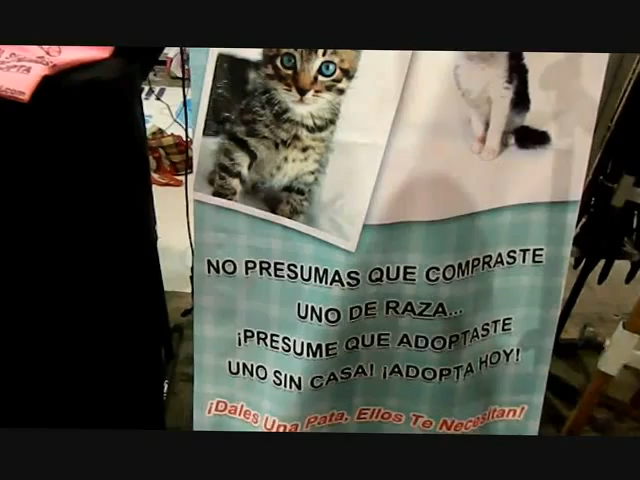 PTA
NO PRESUMAS QUE COMPRASTE
UNO DE RAZA...
¡PRESUME QUE ADOPTASTE
UNO SIN CASA! ¡ADOPTA HOY!
¡Dales Una Pata, Ellos Te Necesitan!